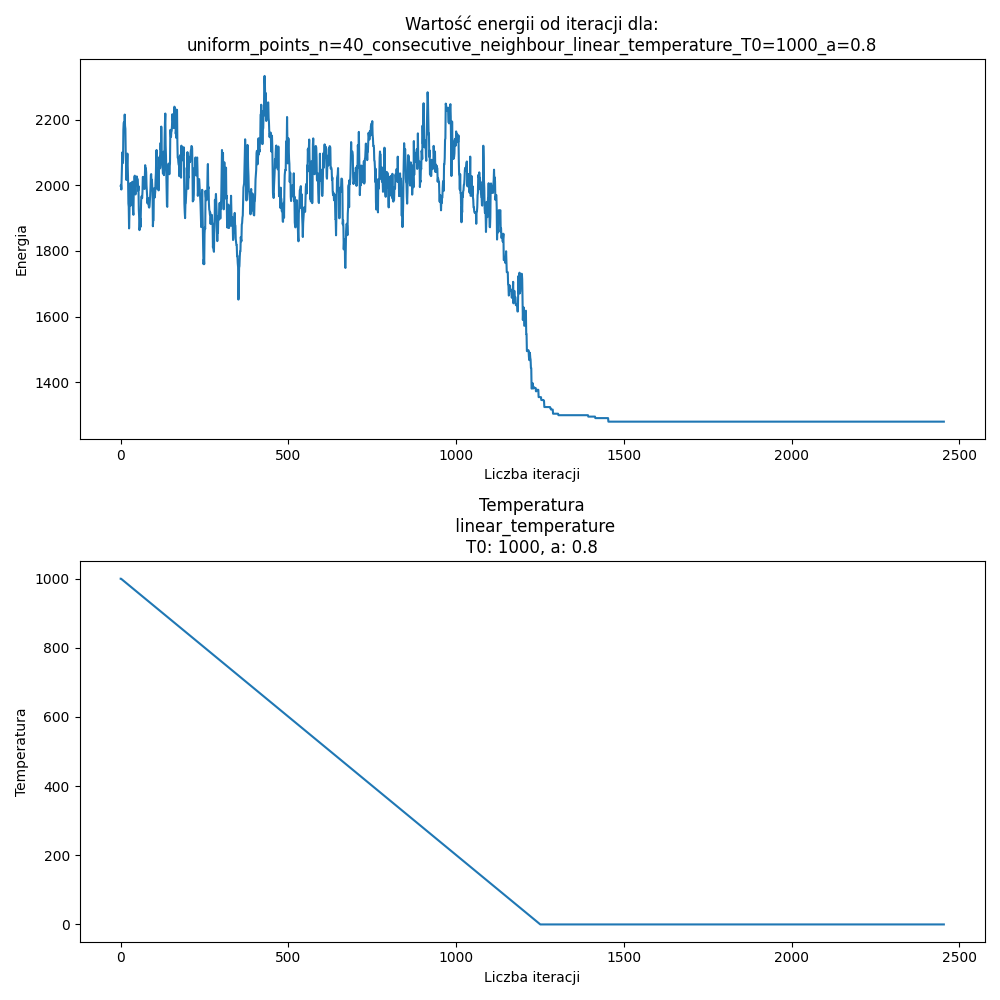 Wartość energii od iteracji dla:
uniform_points_n=40_consecutive_neighbour_linear_temperature_T0=1000_a=0.8
2200
2000
1800
1600
1400
Energia
0 500 1000 1500 2000 2500
Liczba iteracji
Temperatura
linear_temperature
T0: 1000, a: 0.8
1000
800
600
400
200
0
Temperatura
0 500 1000 1500 2000 2500
Liczba iteracji